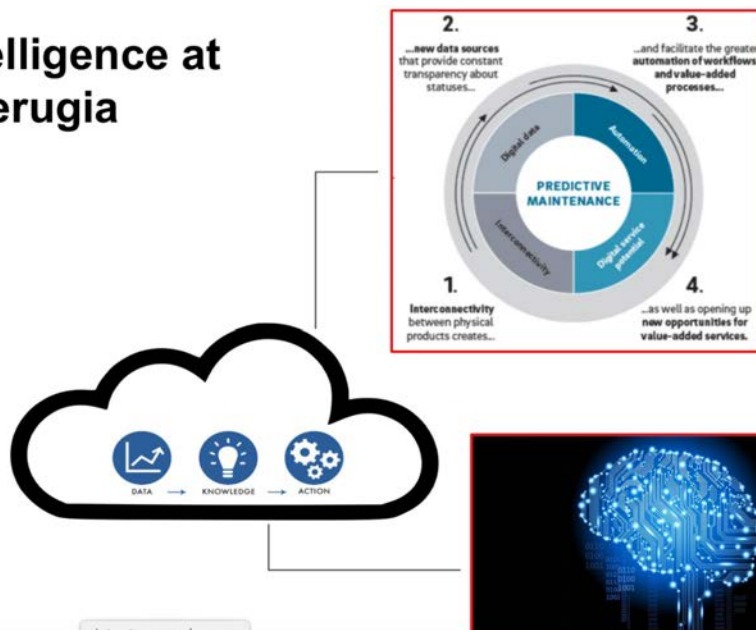 elligence at
erugia
2.
...new data sources
that provide constant
transparency about
statuses...
3.
...and facilitate the greater
automation of workflows
and value-added
processes...
Digital data
Automation
PREDICTIVE
MAINTENANCE
Interconnectivity
Digital service
potential
1.
Interconnectivity
between physical
products creates...
4.
...as well as opening up
new opportunities for
value-added services.
DATA → KNOWLEDGE → ACTION